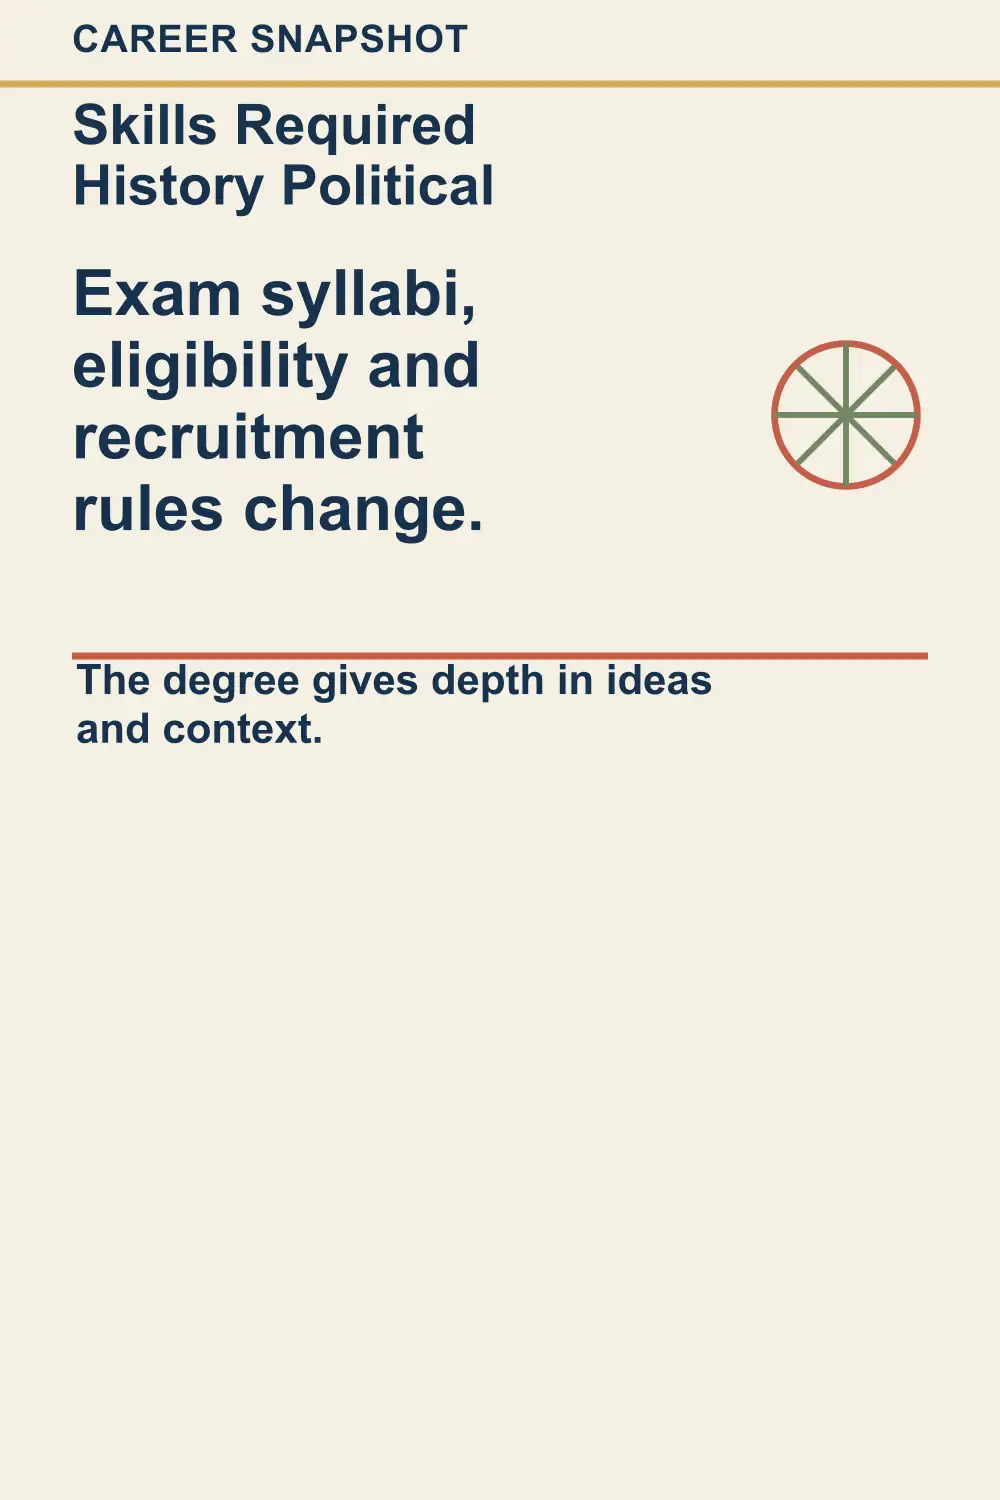 CAREER SNAPSHOT
Skills Required
History Political
Exam syllabi,
eligibility and
recruitment
rules change.
The degree gives depth in ideas
and context.